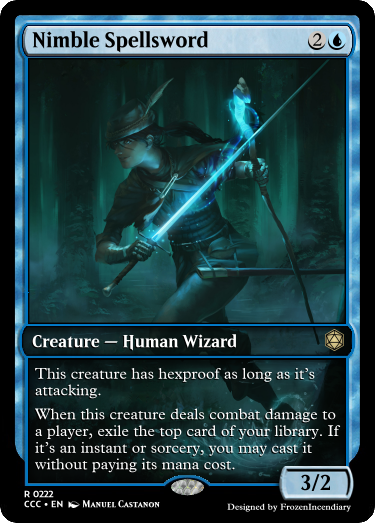 Nimble Spellsword 2
Creature — Human Wizard
This creature has hexproof as long as it's
attacking.
When this creature deals combat damage to
a player, exile the top card of your library. If
it's an instant or sorcery, you may cast it
without paying its mana cost.
3/2
R 0222
CCC • EN Manuel Castanon
Designed by FrozenIncendiary